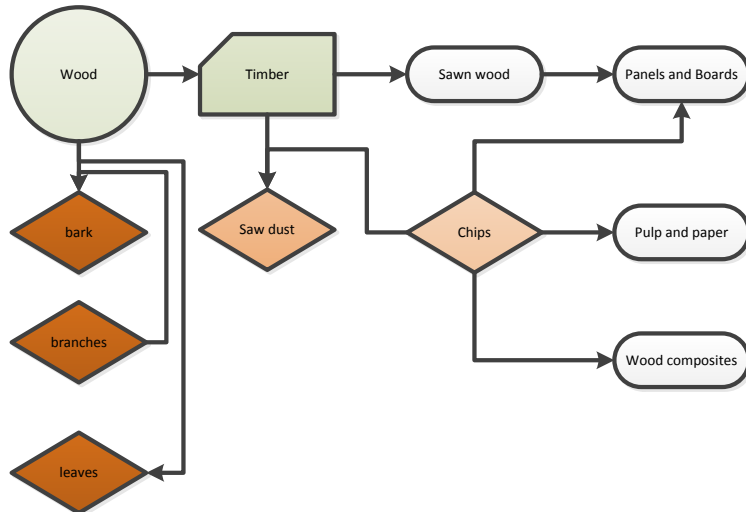 Wood
Timber
Sawn wood
Panels and Boards
bark
Saw dust
Chips
Pulp and paper
branches
Wood composites
leaves